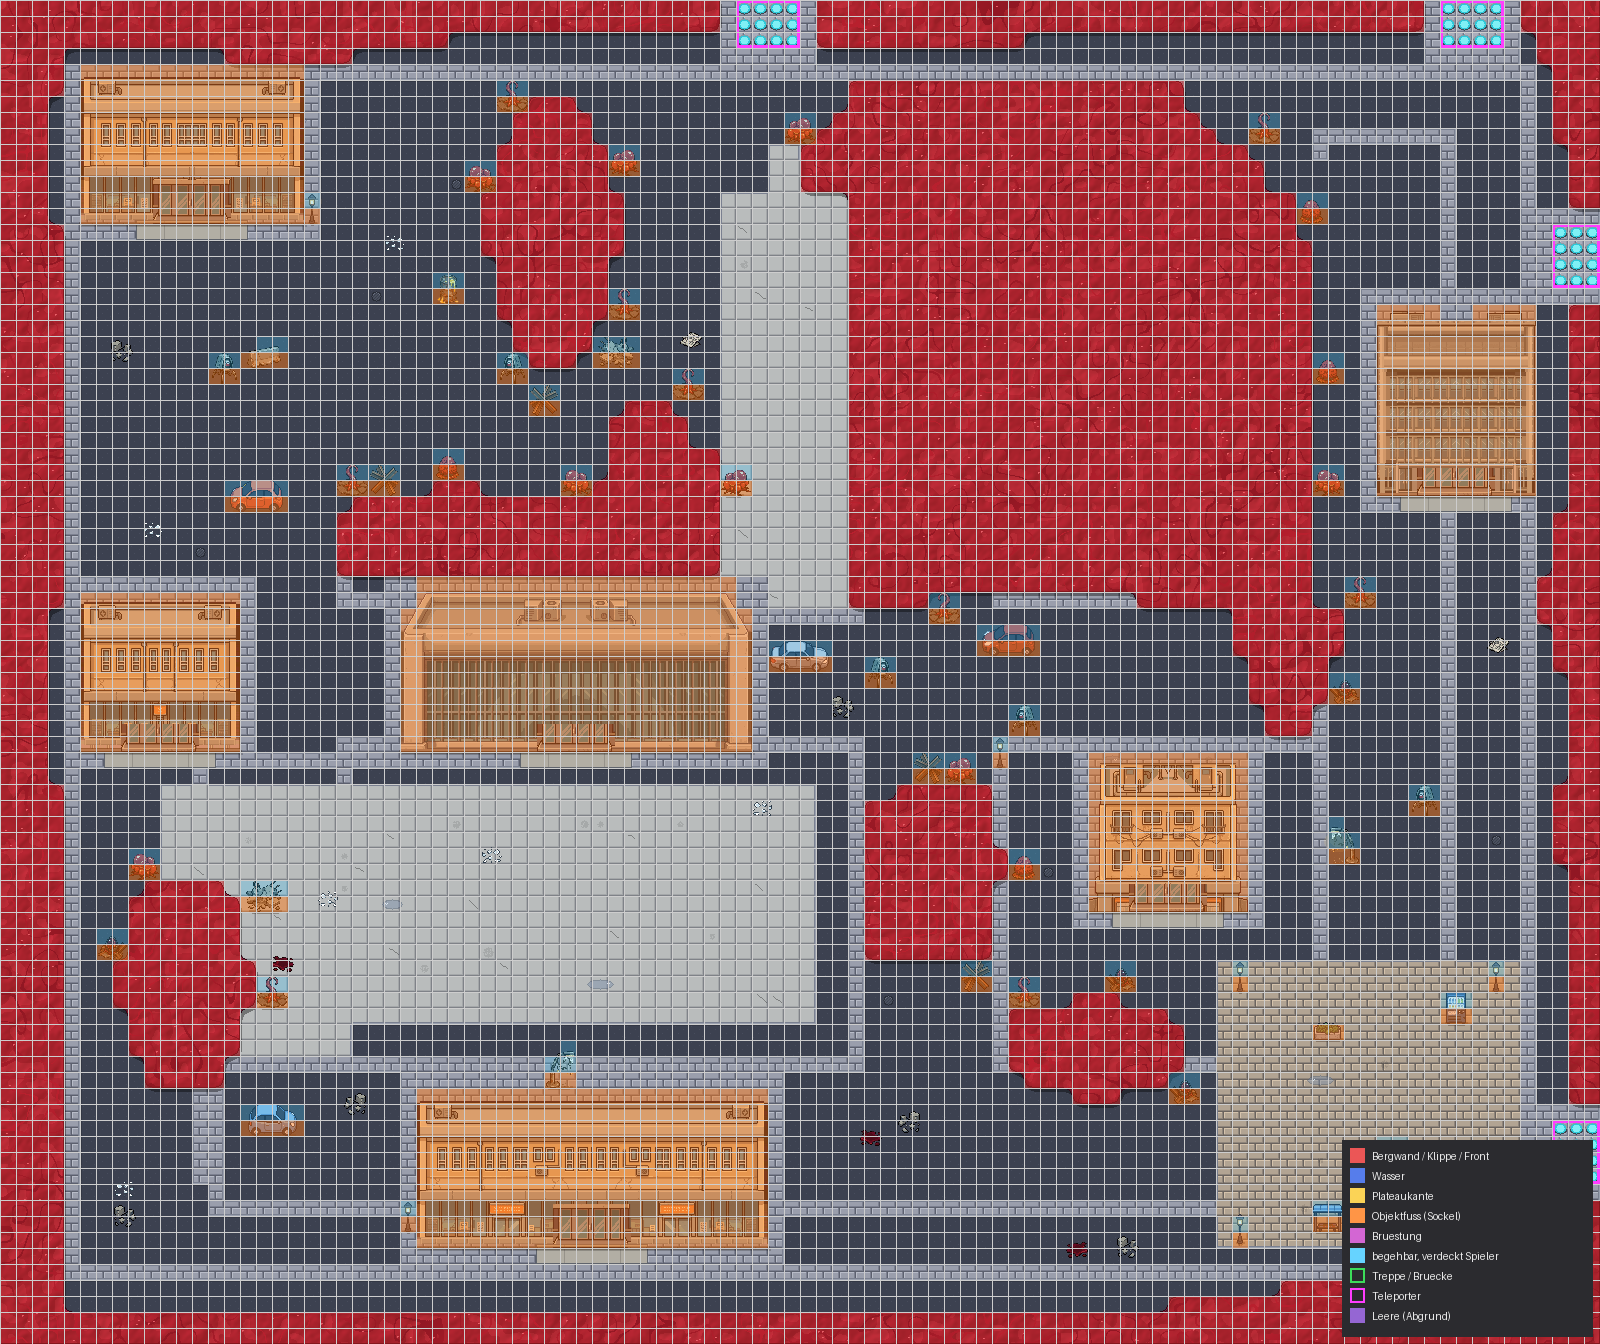 Bergwand / Klippe / Front
Wasser
Plateaukante
Objektfuss (Sockel)
Bruestung
begehbar, verdeckt Spieler
Treppe / Bruecke
Teleporter
Leere (Abgrund)